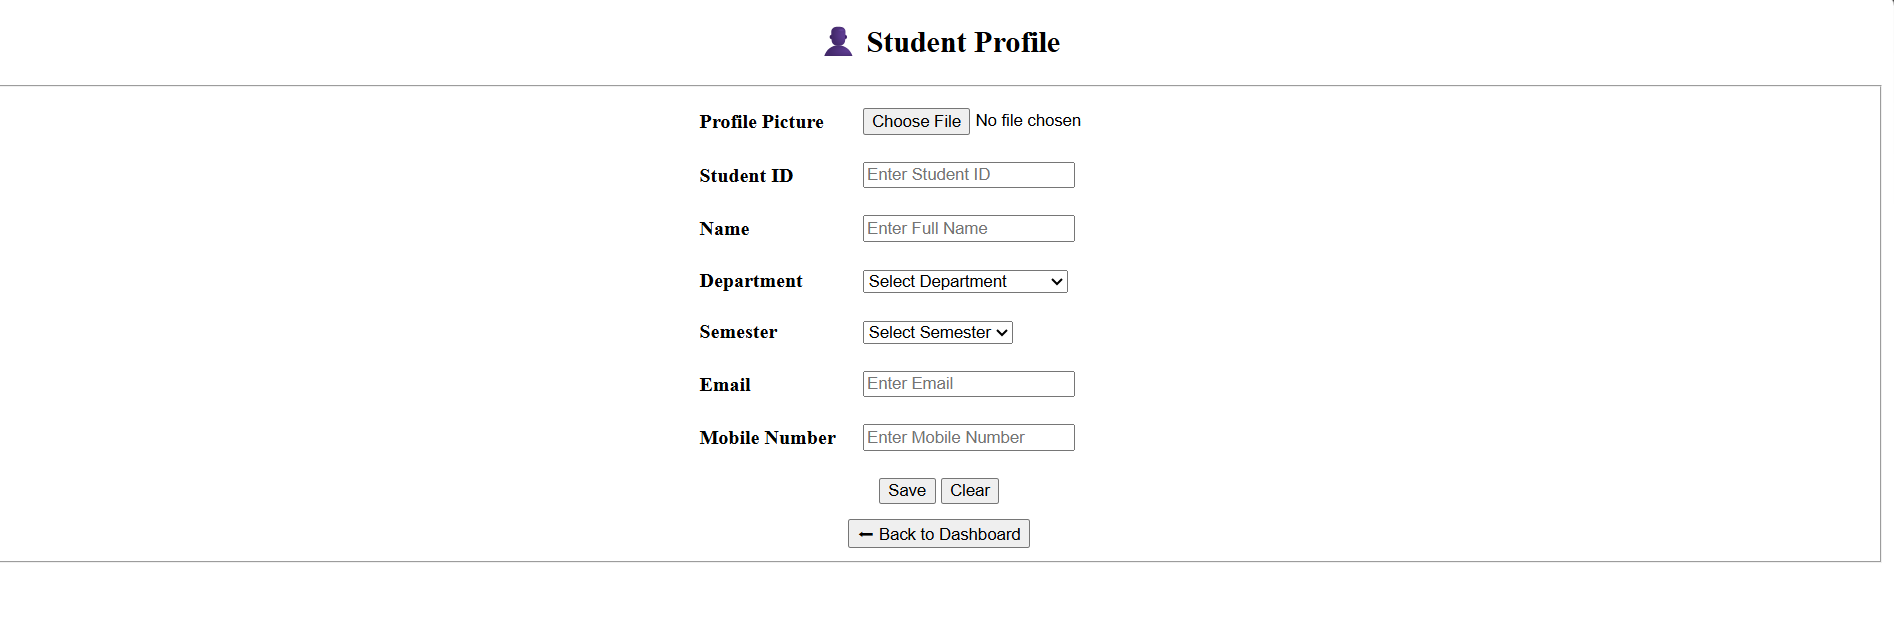 Student Profile
Profile Picture Choose File No file chosen
Student ID Enter Student ID
Name Enter Full Name
Department Select Department
Semester Select Semester
Email Enter Email
Mobile Number Enter Mobile Number
Save Clear
← Back to Dashboard